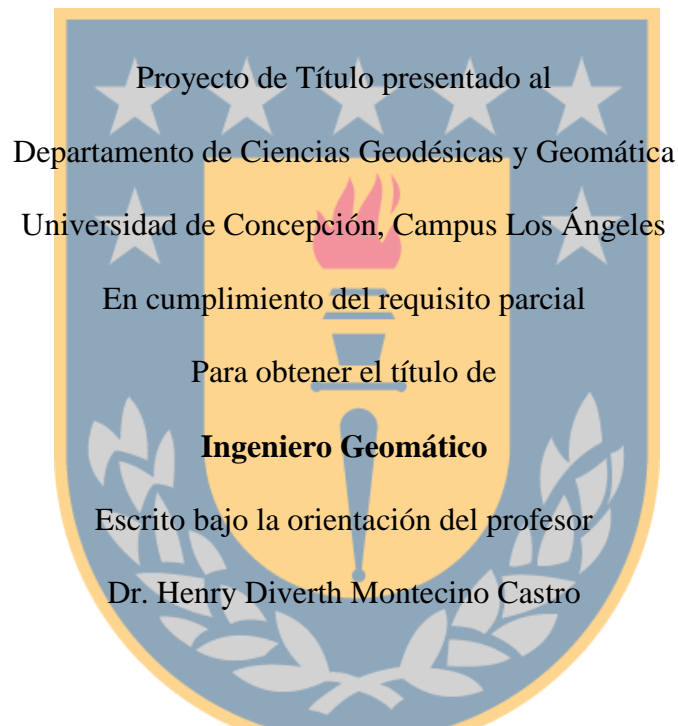 Proyecto de Título presentado al
Departamento de Ciencias Geodésicas y Geomática
Universidad de Concepción, Campus Los Ángeles
En cumplimiento del requisito parcial
Para obtener el título de
Ingeniero Geomático
Escrito bajo la orientación del profesor
Dr. Henry Diverth Montecino Castro